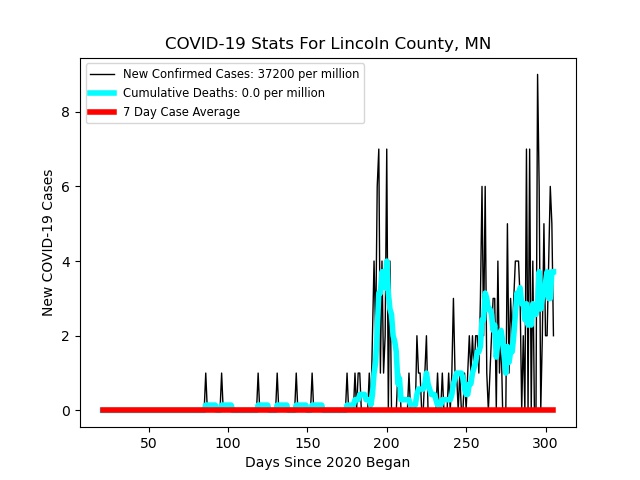 COVID-19 Stats For Lincoln County, MN
New Confirmed Cases: 37200 per million
Cumulative Deaths: 0.0 per million
7 Day Case Average
New COVID-19 Cases
8
6
4
2
0
50 100 150 200 250 300
Days Since 2020 Began